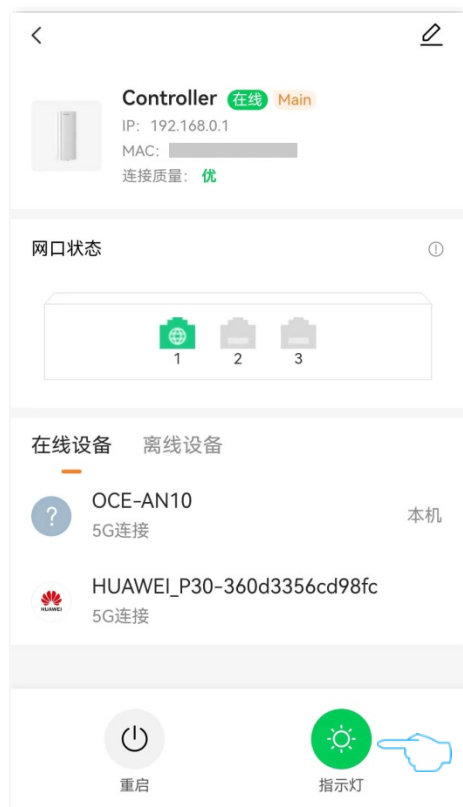 Controller 在线 Main
IP: 192.168.0.1
MAC:
连接质量: 优
网口状态
1 2 3
在线设备 离线设备
OCE-AN10
5G连接
本机
HUAWEI
HUAWEI_P30-360d3356cd98fc
5G连接
重启 指示灯